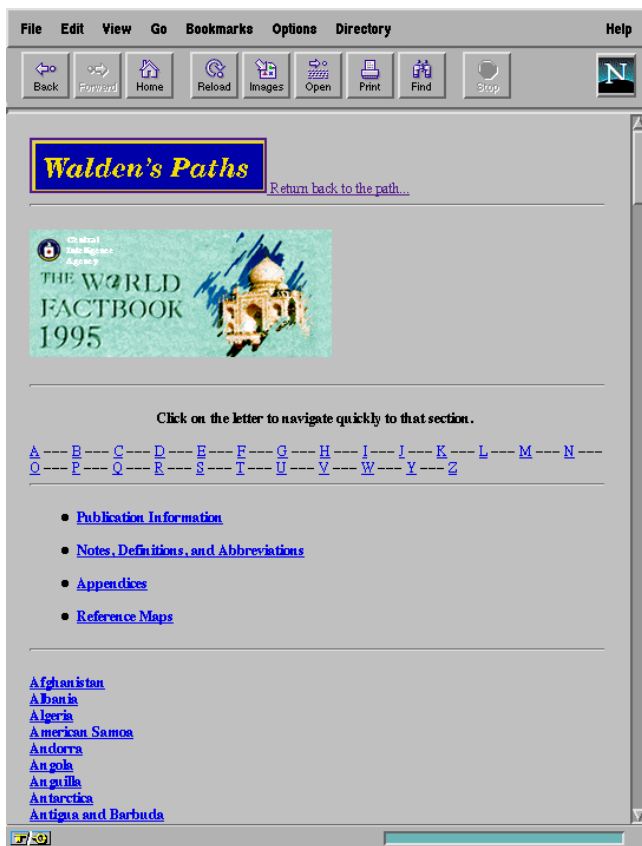 File Edit View Go Bookmarks Options Directory Help
Back Forward Home Reload Images Open Print Find Stop
N
Walden's Paths Return back to the path...
Central
Intelligence
Agency
THE WORLD
FACTBOOK
1995
Click on the letter to navigate quickly to that section.
A --- B --- C --- D --- E --- F --- G --- H --- I --- J --- K --- L --- M --- N ---
O --- P --- Q --- R --- S --- T --- U --- V --- W --- Y --- Z
Publication Information
Notes, Definitions, and Abbreviations
Appendices
Reference Maps
Afghanistan
Albania
Algeria
American Samoa
Andorra
Angola
Anguilla
Antarctica
Antigua and Barbuda